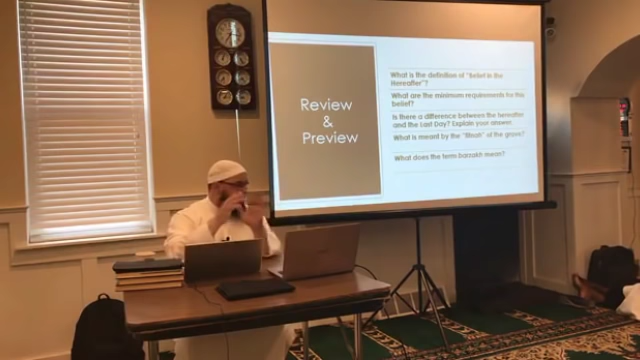 Review
&
Preview
What is the definition of "Belief in the
Hereafter"?
What are the minimum requirements for this
belief?
Is there a difference between the hereafter
and the Last Day? Explain your answer.
What is meant by the "fitnah" of the grave?
What does the term barzakh mean?